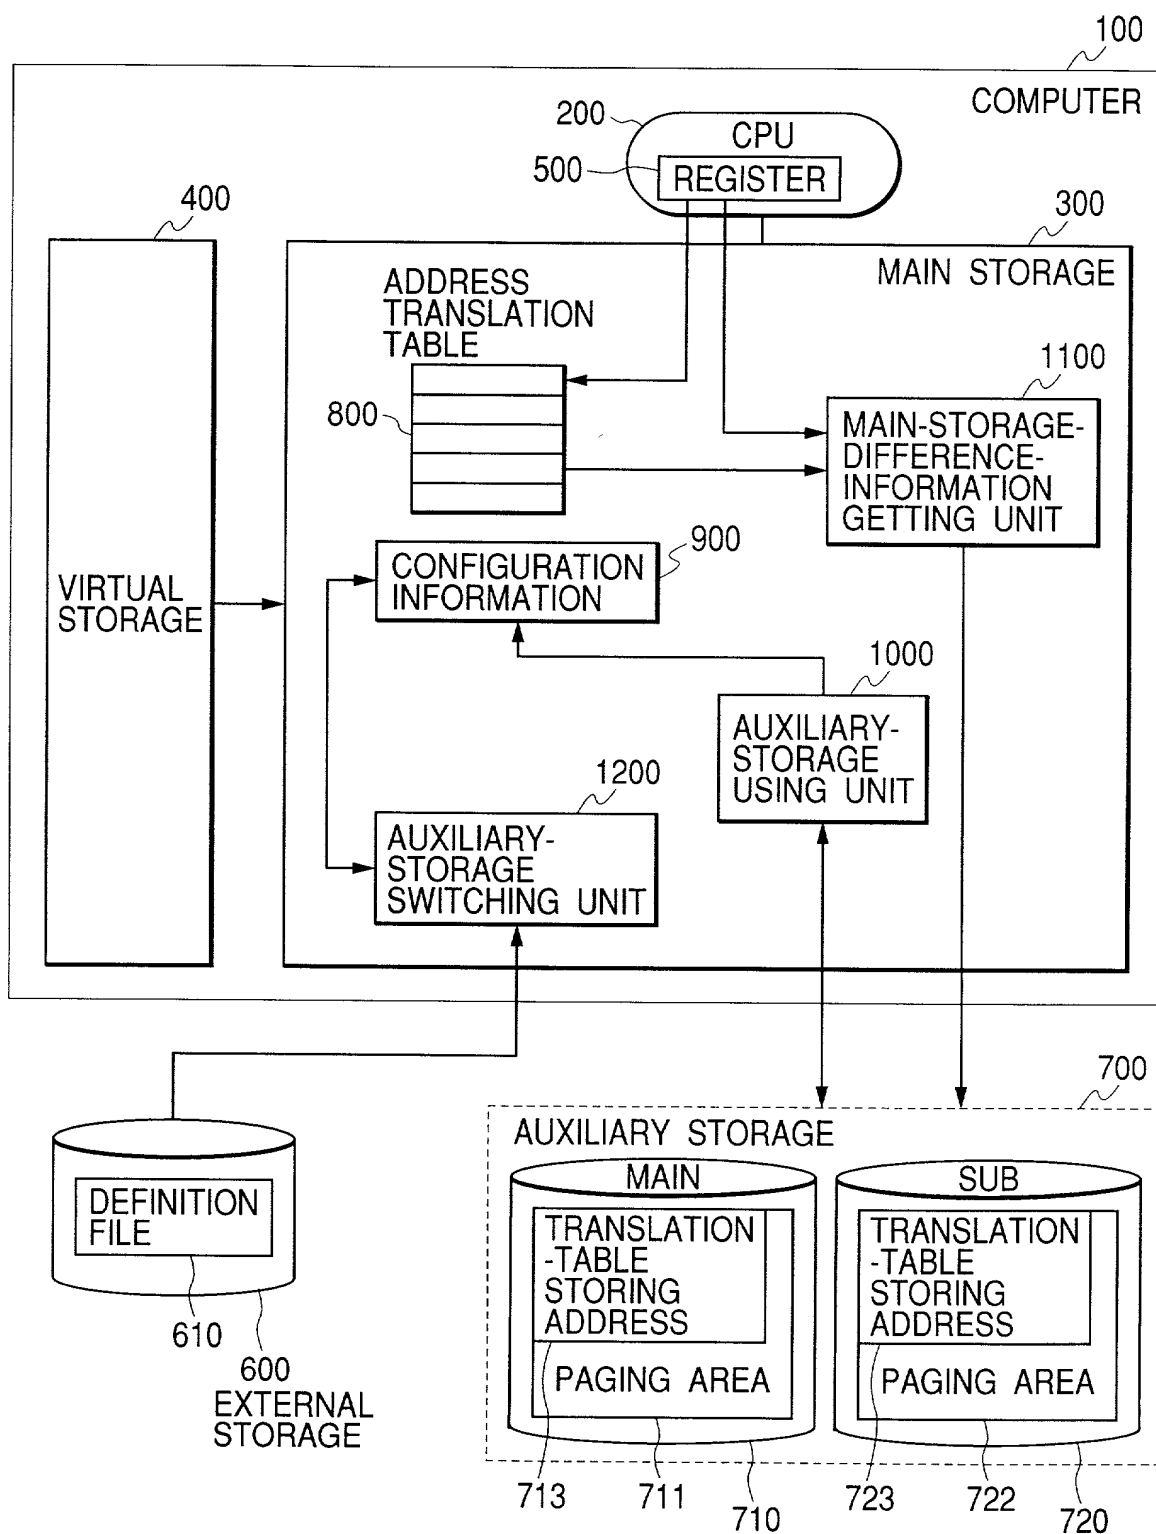 100
COMPUTER
200
CPU
500
REGISTER
400
300
MAIN STORAGE
ADDRESS
TRANSLATION
TABLE
800
1100
MAIN-STORAGE-
DIFFERENCE-
INFORMATION
GETTING UNIT
900
CONFIGURATION
INFORMATION
VIRTUAL
STORAGE
1000
AUXILIARY-
STORAGE
USING UNIT
1200
AUXILIARY-
STORAGE
SWITCHING UNIT
700
AUXILIARY STORAGE
MAIN
SUB
DEFINITION
FILE
TRANSLATION
-TABLE
STORING
ADDRESS
PAGING AREA
TRANSLATION
-TABLE
STORING
ADDRESS
PAGING AREA
610
600
EXTERNAL
STORAGE
713
711
710
723
722
720